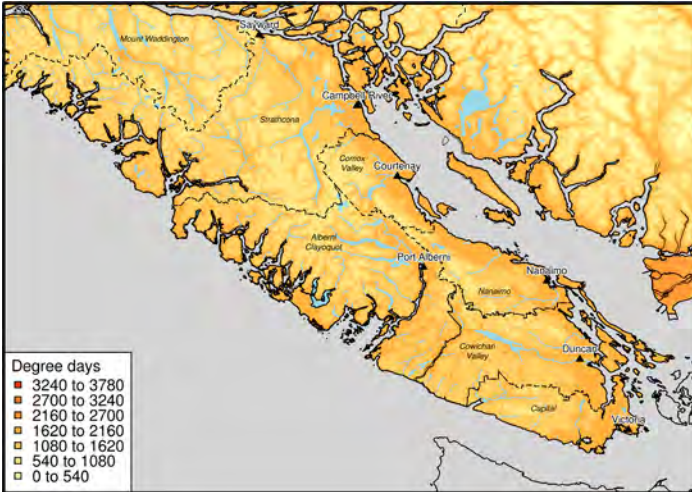 Sayward
Mount Waddington
Campbell River
Strathcona
Comox
Valley
Courtenay
Alberni
Clayoquot
Port Alberni
Nanaimo
Nanaimo
Cowichan
Valley
Duncan
Capital
Victoria
Degree days
3240 to 3780
2700 to 3240
2160 to 2700
1620 to 2160
1080 to 1620
540 to 1080
0 to 540